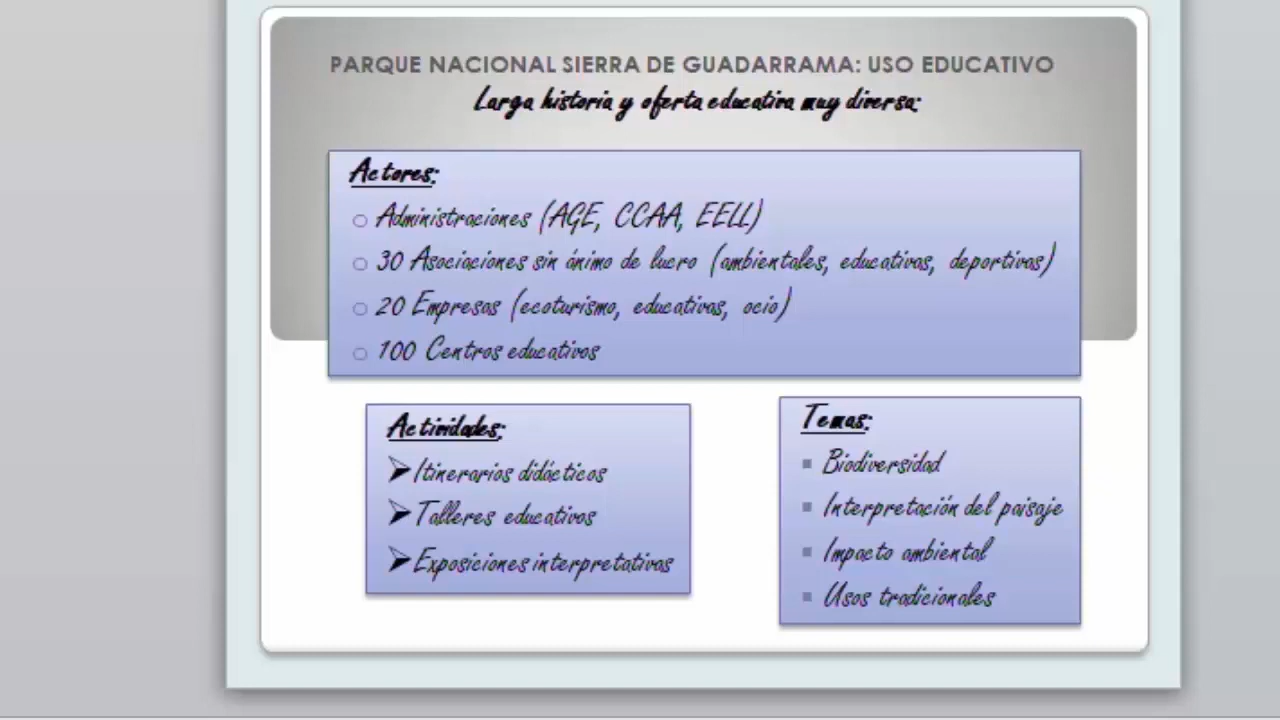 PARQUE NACIONAL SIERRA DE GUADARRAMA: USO EDUCATIVO
Larga historia y oferta educativa muy diversa:
Actores:
Administraciones (AGE, CCAA, EELL)
30 Asociaciones sin ánimo de lucro (ambientales, educativas, deportivas)
20 Empresas (ecoturismo, educativas, ocio)
100 Centros educativos
Actividades:
Itinerarios didácticos
Talleres educativos
Exposiciones interpretativas
Temas:
Biodiversidad
Interpretación del paisaje
Impacto ambiental
Usos tradicionales